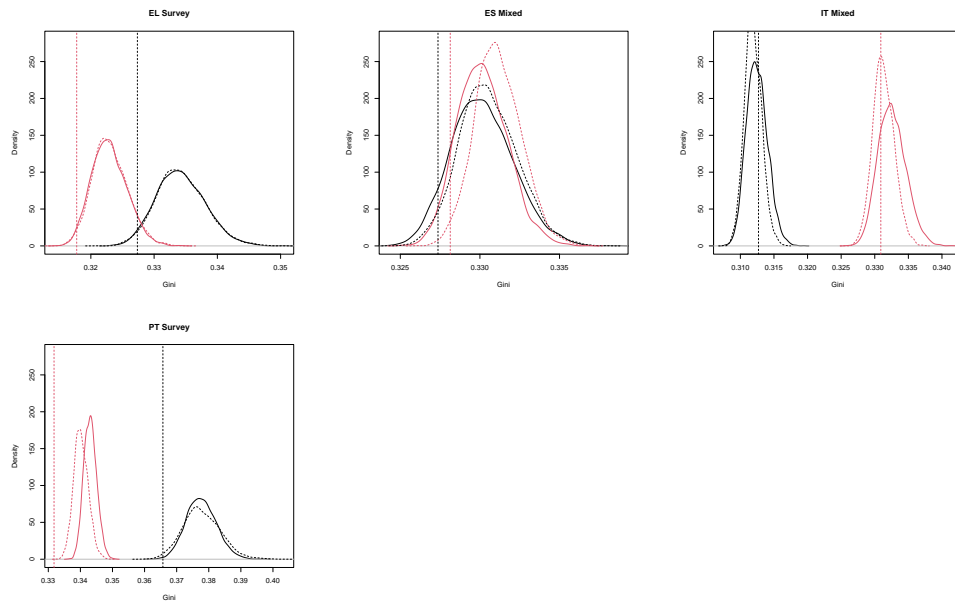 EL Survey
Density
0 50 100 150 200 250
0.32 0.33 0.34 0.35
Gini
ES Mixed
Density
0 50 100 150 200 250
0.325 0.330 0.335
Gini
IT Mixed
Density
0 50 100 150 200 250
0.310 0.315 0.320 0.325 0.330 0.335 0.340
Gini
PT Survey
Density
0 50 100 150 200 250
0.33 0.34 0.35 0.36 0.37 0.38 0.39 0.40
Gini